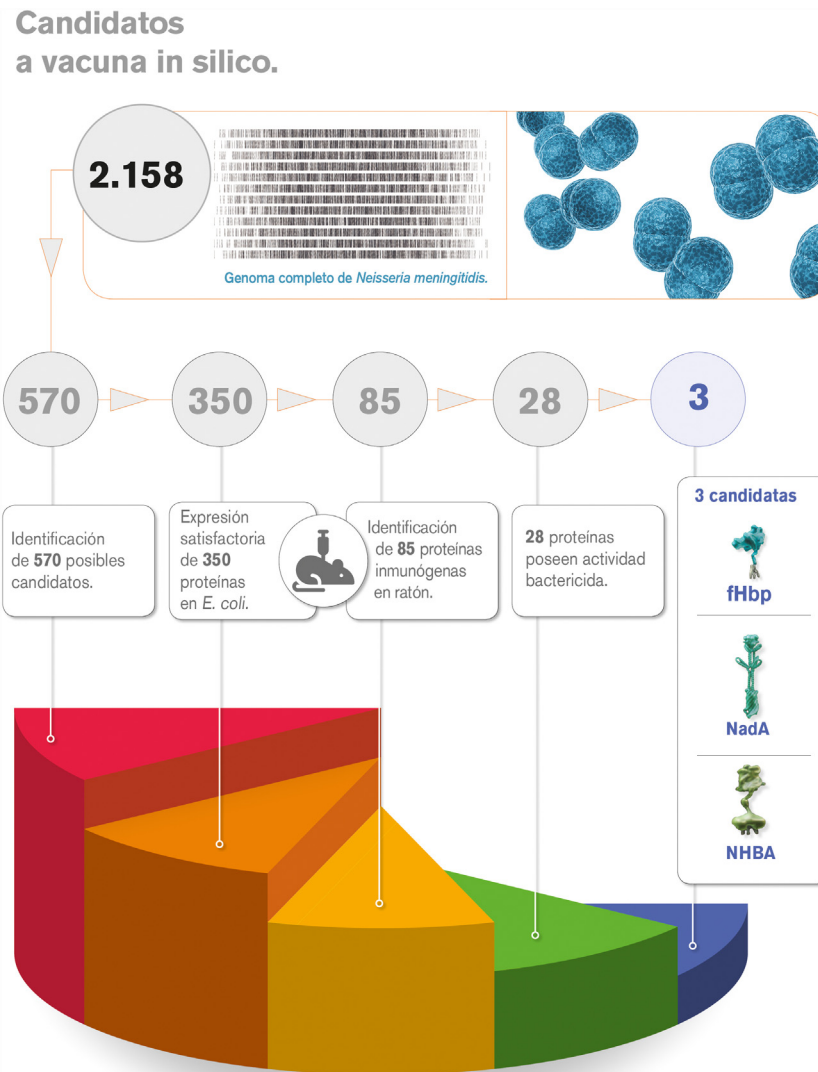 Candidatos
a vacuna in silico.
2.158
Genoma completo de Neisseria meningitidis.
570
350
85
28
3
Identificación
de 570 posibles
candidatos.
Expresión
satisfactoria
de 350
proteínas
en E. coli.
Identificación
de 85 proteínas
inmunógenas
en ratón.
28 proteínas
poseen actividad
bactericida.
3 candidatas
fHbp
NadA
NHBA